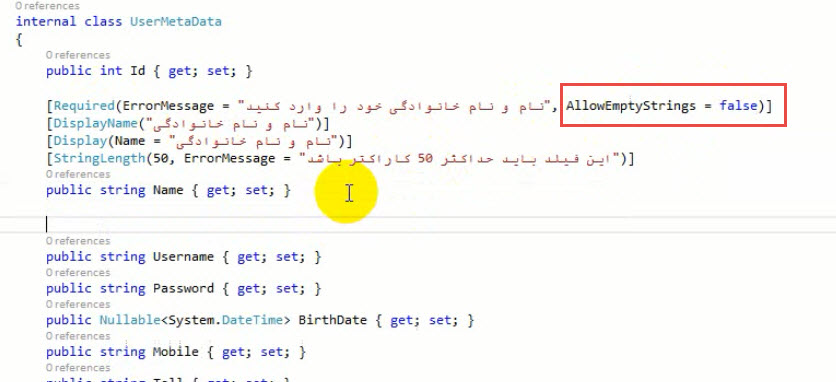 0 references
internal class UserMetaData
{
0 references
public int Id { get; set; }
[Required(ErrorMessage = "نام و نام خانوادگی خود را وارد کنید", AllowEmptyStrings = false)]
[DisplayName("نام و نام خانوادگی")]
[Display(Name = "نام و نام خانوادگی")]
[StringLength(50, ErrorMessage = "این فیلد باید حداکثر 50 کاراکتر باشد")]
0 references
public string Name { get; set; }
0 references
public string Username { get; set; }
0 references
public string Password { get; set; }
0 references
public Nullable<System.DateTime> BirthDate { get; set; }
0 references
public string Mobile { get; set; }
0 references
public string Tell { get; set; }